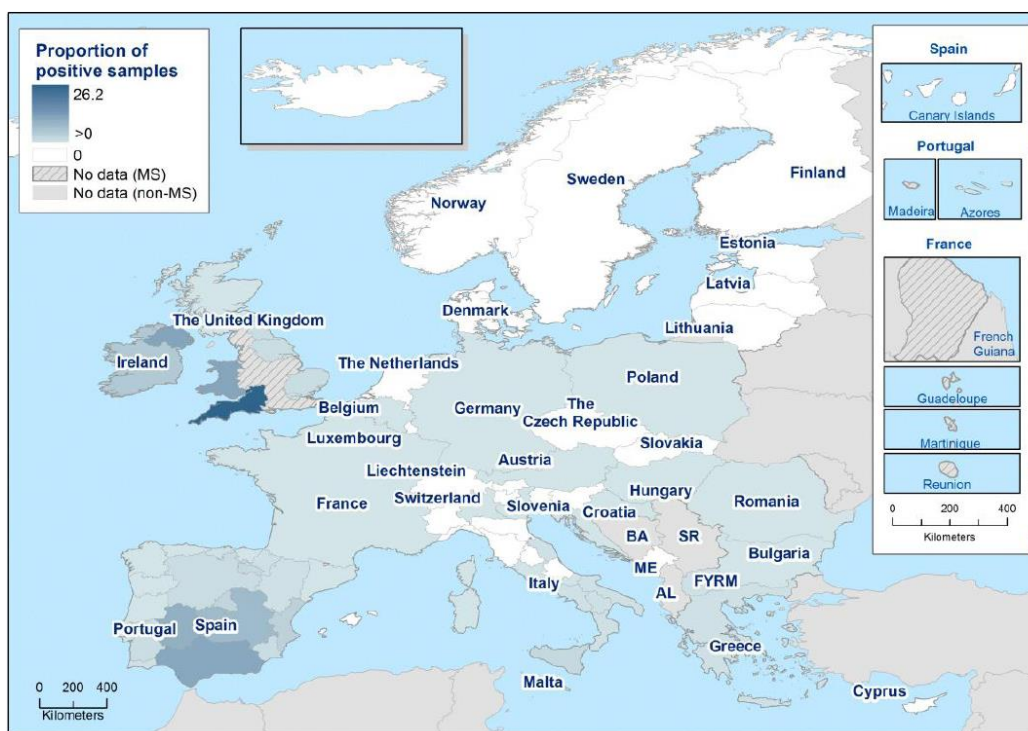 Proportion of
positive samples
26.2
>0
0
No data (MS)
No data (non-MS)
Norway
Sweden
Finland
Estonia
Latvia
Lithuania
Denmark
The United Kingdom
Ireland
The Netherlands
Belgium
Germany
Poland
The
Czech Republic
Luxembourg
Slovakia
Austria
Liechtenstein
Switzerland
France
Hungary
Slovenia
Croatia
Romania
BA
SR
Bulgaria
ME
Italy
FYRM
AL
Portugal
Spain
Greece
Malta
Cyprus
0 200 400
Kilometers
Spain
Canary Islands
Portugal
Madeira
Azores
France
French
Guiana
Guadeloupe
Martinique
Reunion
0 200 400
Kilometers